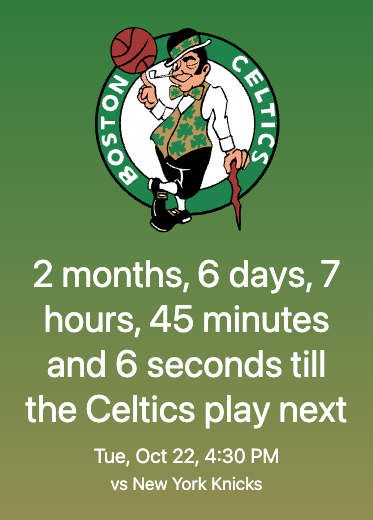 BOSTON CELTICS
2 months, 6 days, 7
hours, 45 minutes
and 6 seconds till
the Celtics play next
Tue, Oct 22, 4:30 PM
vs New York Knicks